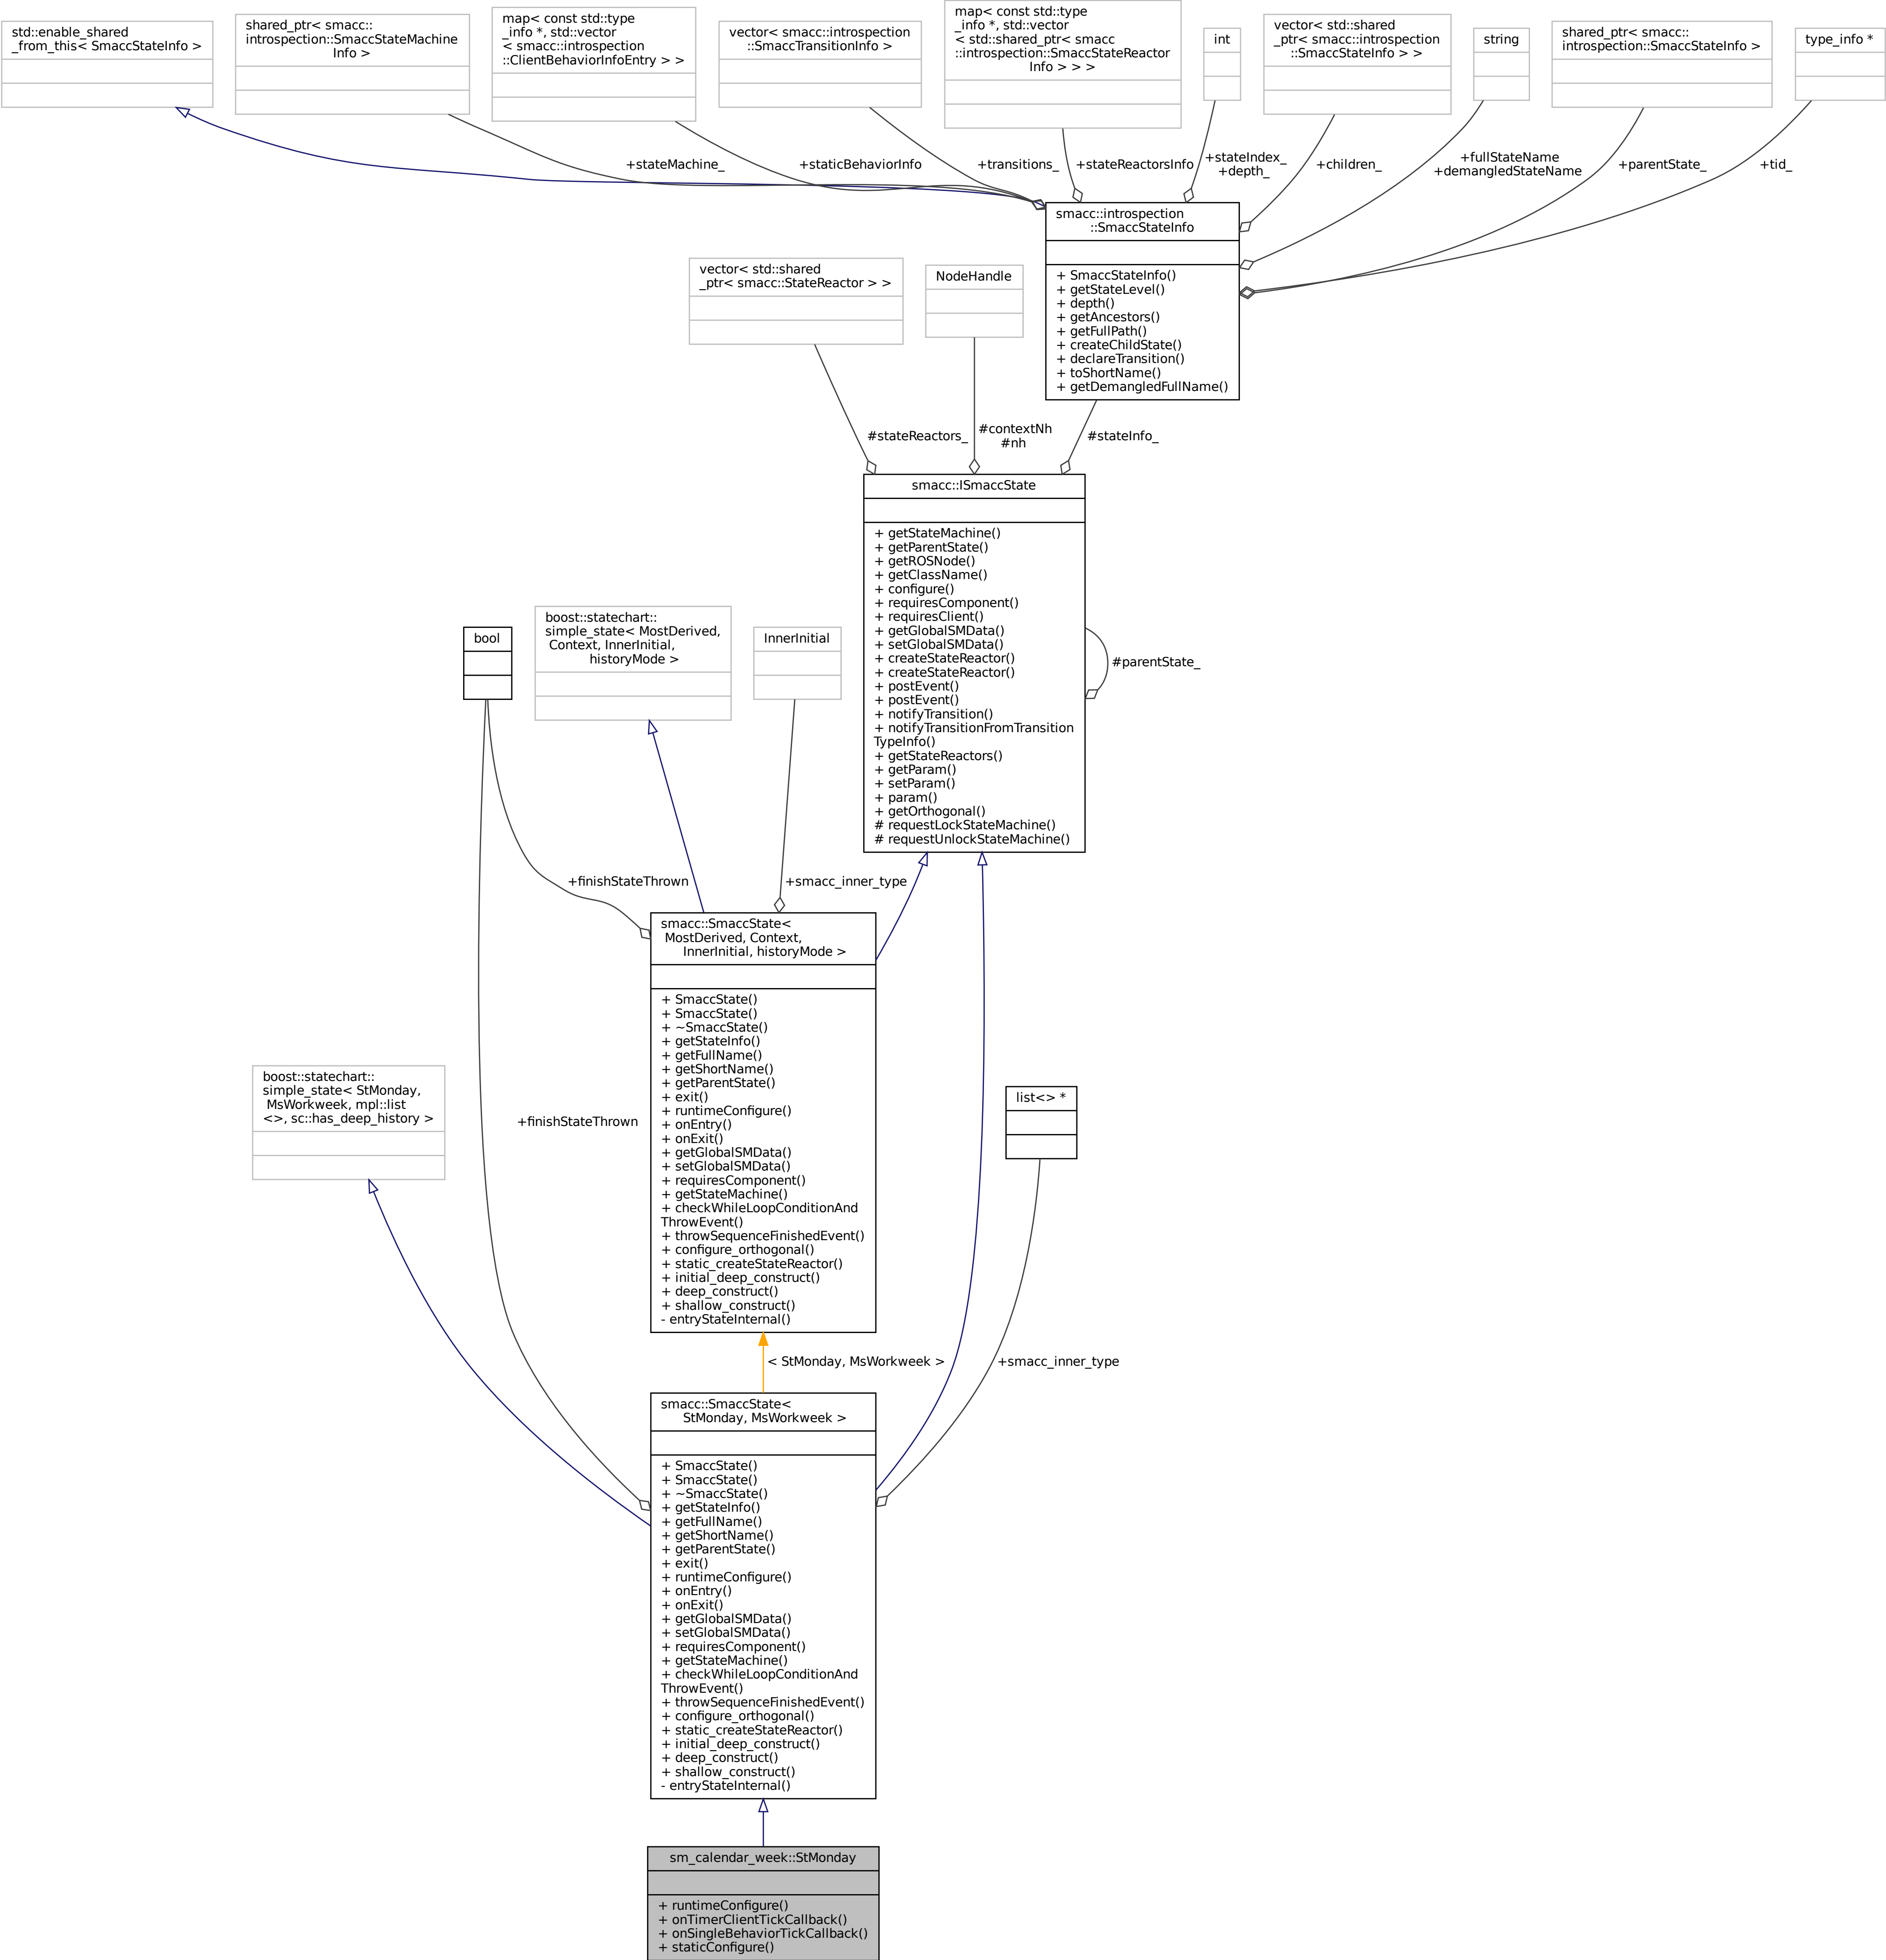 std::enable_shared
_from_this< SmaccStateInfo >
shared_ptr< smacc::
introspection::SmaccStateMachine
Info >
map< const std::type
_info *, std::vector
< smacc::introspection
::ClientBehaviorInfoEntry > >
vector< smacc::introspection
::SmaccTransitionInfo >
map< const std::type
_info *, std::vector
< std::shared_ptr< smacc
::introspection::SmaccStateReactor
Info > > >
int
vector< std::shared
_ptr< smacc::introspection
::SmaccStateInfo > >
string
shared_ptr< smacc::
introspection::SmaccStateInfo >
type_info *
+stateMachine_
+staticBehaviorInfo
+transitions_
+stateReactorsInfo
+stateIndex_
+depth_
+children_
+fullStateName
+demangledStateName
+parentState_
+tid_
smacc::introspection
::SmaccStateInfo
+ SmaccStateInfo()
+ getStateLevel()
+ depth()
+ getAncestors()
+ getFullPath()
+ createChildState()
+ declareTransition()
+ toShortName()
+ getDemangledFullName()
vector< std::shared
_ptr< smacc::StateReactor > >
NodeHandle
#stateReactors_
#contextNh
#nh
#stateInfo_
smacc::ISmaccState
+ getStateMachine()
+ getParentState()
+ getROSNode()
+ getClassName()
+ configure()
+ requiresComponent()
+ requiresClient()
+ getGlobalSMData()
+ setGlobalSMData()
+ createStateReactor()
+ createStateReactor()
+ postEvent()
+ postEvent()
+ notifyTransition()
+ notifyTransitionFromTransition
TypeInfo()
+ getStateReactors()
+ getParam()
+ setParam()
+ param()
+ getOrthogonal()
# requestLockStateMachine()
# requestUnlockStateMachine()
#parentState_
bool
boost::statechart::
simple_state< MostDerived,
Context, InnerInitial,
historyMode >
InnerInitial
+finishStateThrown
+smacc_inner_type
smacc::SmaccState<
MostDerived, Context,
InnerInitial, historyMode >
+ SmaccState()
+ SmaccState()
+ ~SmaccState()
+ getStateInfo()
+ getFullName()
+ getShortName()
+ getParentState()
+ exit()
+ runtimeConfigure()
+ onEntry()
+ onExit()
+ getGlobalSMData()
+ setGlobalSMData()
+ requiresComponent()
+ getStateMachine()
+ checkWhileLoopConditionAnd
ThrowEvent()
+ throwSequenceFinishedEvent()
+ configure_orthogonal()
+ static_createStateReactor()
+ initial_deep_construct()
+ deep_construct()
+ shallow_construct()
- entryStateInternal()
boost::statechart::
simple_state< StMonday,
MsWorkweek, mpl::list
<>, sc::has_deep_history >
+finishStateThrown
list<> *
< StMonday, MsWorkweek >
+smacc_inner_type
smacc::SmaccState<
StMonday, MsWorkweek >
+ SmaccState()
+ SmaccState()
+ ~SmaccState()
+ getStateInfo()
+ getFullName()
+ getShortName()
+ getParentState()
+ exit()
+ runtimeConfigure()
+ onEntry()
+ onExit()
+ getGlobalSMData()
+ setGlobalSMData()
+ requiresComponent()
+ getStateMachine()
+ checkWhileLoopConditionAnd
ThrowEvent()
+ throwSequenceFinishedEvent()
+ configure_orthogonal()
+ static_createStateReactor()
+ initial_deep_construct()
+ deep_construct()
+ shallow_construct()
- entryStateInternal()
sm_calendar_week::StMonday
+ runtimeConfigure()
+ onTimerClientTickCallback()
+ onSingleBehaviorTickCallback()
+ staticConfigure()